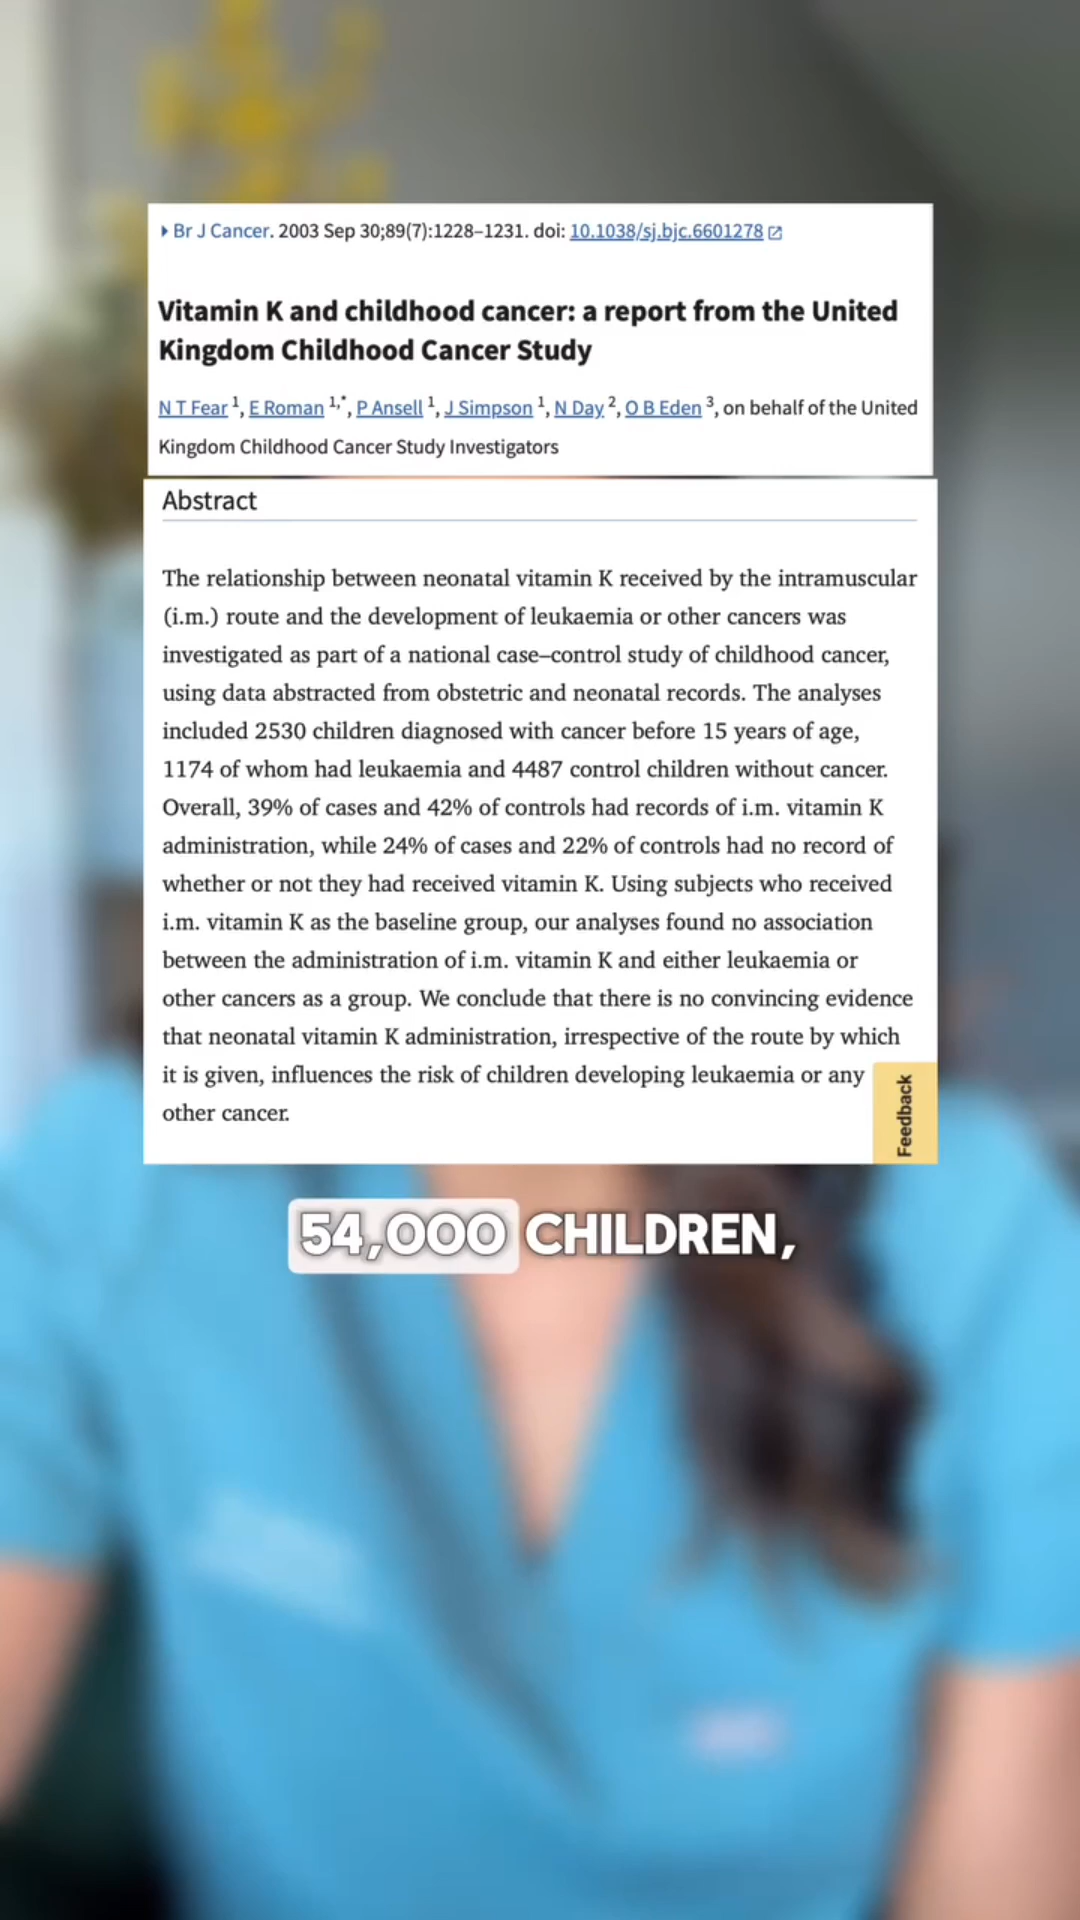 Br J Cancer. 2003 Sep 30;89(7):1228–1231. doi: 10.1038/sj.bjc.6601278
Vitamin K and childhood cancer: a report from the United
Kingdom Childhood Cancer Study
N T Fear 1, E Roman 1,*, P Ansell 1, J Simpson 1, N Day 2, O B Eden 3, on behalf of the United
Kingdom Childhood Cancer Study Investigators
Abstract
The relationship between neonatal vitamin K received by the intramuscular
(i.m.) route and the development of leukaemia or other cancers was
investigated as part of a national case–control study of childhood cancer,
using data abstracted from obstetric and neonatal records. The analyses
included 2530 children diagnosed with cancer before 15 years of age,
1174 of whom had leukaemia and 4487 control children without cancer.
Overall, 39% of cases and 42% of controls had records of i.m. vitamin K
administration, while 24% of cases and 22% of controls had no record of
whether or not they had received vitamin K. Using subjects who received
i.m. vitamin K as the baseline group, our analyses found no association
between the administration of i.m. vitamin K and either leukaemia or
other cancers as a group. We conclude that there is no convincing evidence
that neonatal vitamin K administration, irrespective of the route by which
it is given, influences the risk of children developing leukaemia or any
other cancer.
Feedback
54,000 CHILDREN,